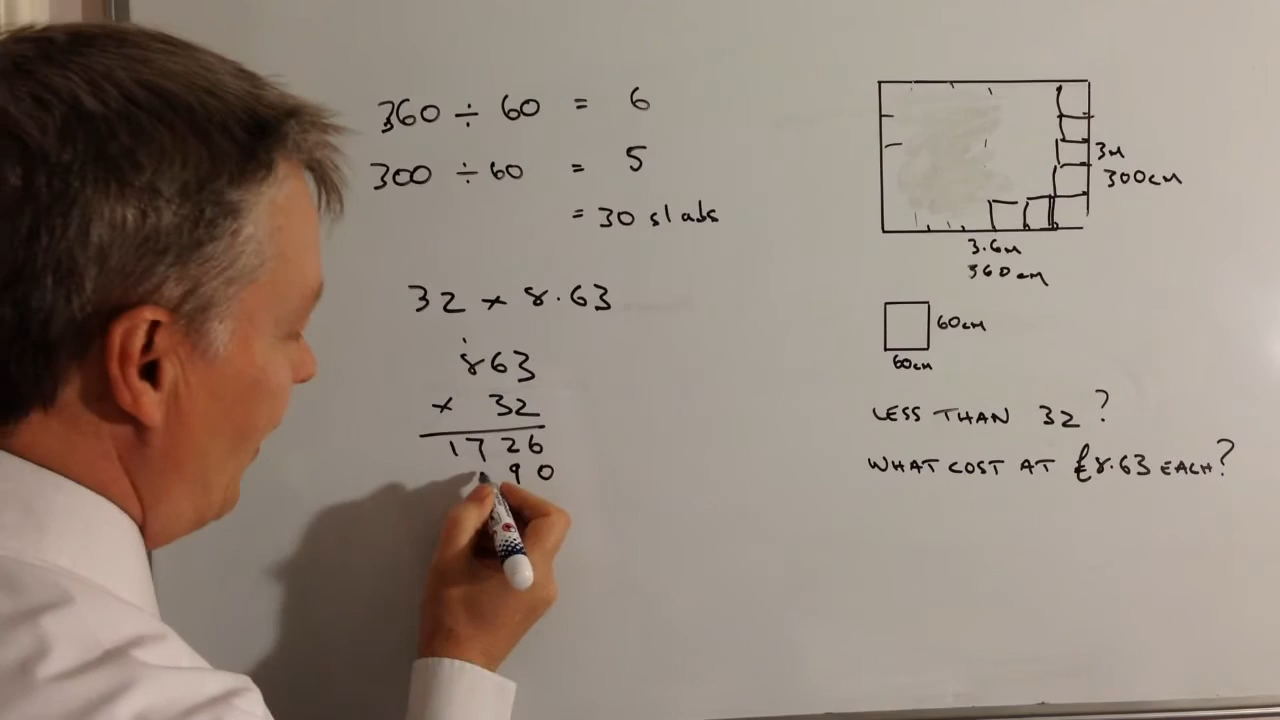 360 ÷ 60 = 6
300 ÷ 60 = 5
= 30 slabs
32 × 8.63
863
× 32
1726
90
3M
300CM
3.6M
360CM
60CM
60CM
LESS THAN 32?
WHAT COST AT £8.63 EACH?